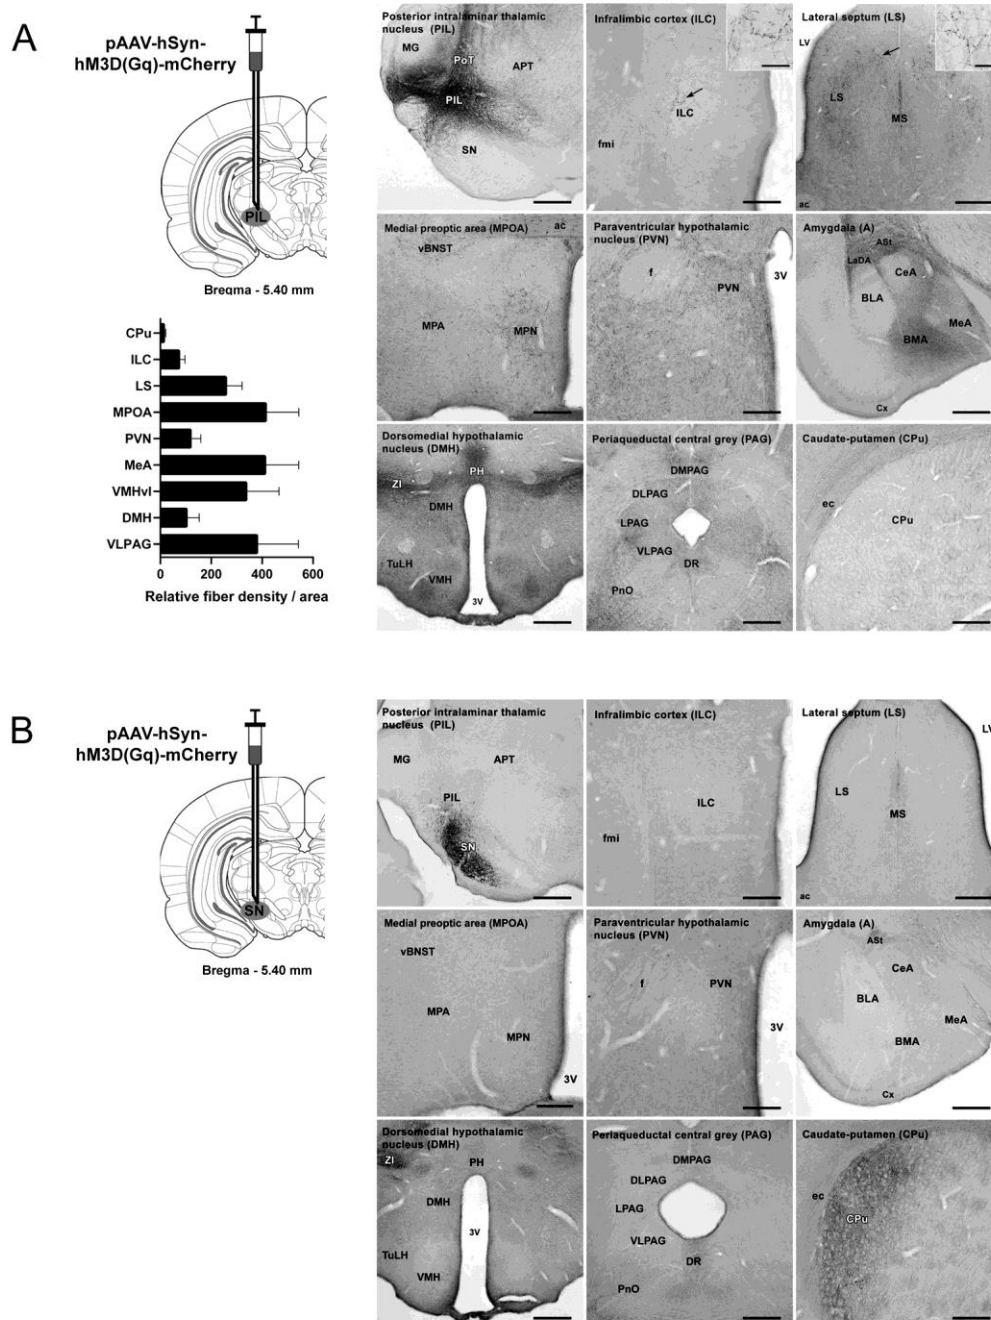 A
pAAV-hSyn-
hM3D(Gq)-mCherry
PIL
Bregma - 5.40 mm
CPu
ILC
LS
MPOA
PVN
MeA
VMHvl
DMH
VLPAG
0 200 400 600
Relative fiber density / area
Posterior intralaminar thalamic
nucleus (PIL)
MG
PoT
APT
PIL
SN
Infralimbic cortex (ILC)
ILC
fmi
Lateral septum (LS)
LV
LS
MS
ac
Medial preoptic area (MPOA)
ac
vBNST
MPA
MPN
Paraventricular hypothalamic
nucleus (PVN)
f
PVN
3V
Amygdala (A)
ASt
LaDA
CeA
BLA
MeA
BMA
Cx
Dorsomedial hypothalamic
nucleus (DMH)
PH
ZI
DMH
TuLH
VMH
3V
Periaqueductal central grey (PAG)
DMPAG
DLPAG
LPAG
VLPAG
DR
PnO
Caudate-putamen (CPu)
ec
CPu
B
pAAV-hSyn-
hM3D(Gq)-mCherry
SN
Bregma - 5.40 mm
Posterior intralaminar thalamic
nucleus (PIL)
MG
APT
PIL
SN
Infralimbic cortex (ILC)
ILC
fmi
Lateral septum (LS)
LV
LS
MS
ac
Medial preoptic area (MPOA)
vBNST
MPA
MPN
3V
Paraventricular hypothalamic
nucleus (PVN)
f
PVN
3V
Amygdala (A)
ASt
CeA
BLA
MeA
BMA
Cx
Dorsomedial hypothalamic
nucleus (DMH)
ZI
PH
DMH
3V
TuLH
VMH
Periaqueductal central grey (PAG)
DMPAG
DLPAG
LPAG
VLPAG
DR
PnO
Caudate-putamen (CPu)
ec
CPu